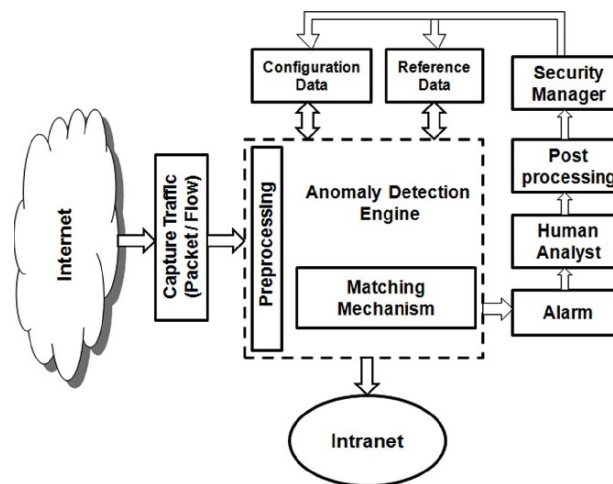 Configuration
Data
Reference
Data
Security
Manager
Internet
Capture Traffic
(Packet / Flow)
Preprocessing
Anomaly Detection
Engine
Matching
Mechanism
Post
processing
Human
Analyst
Alarm
Intranet